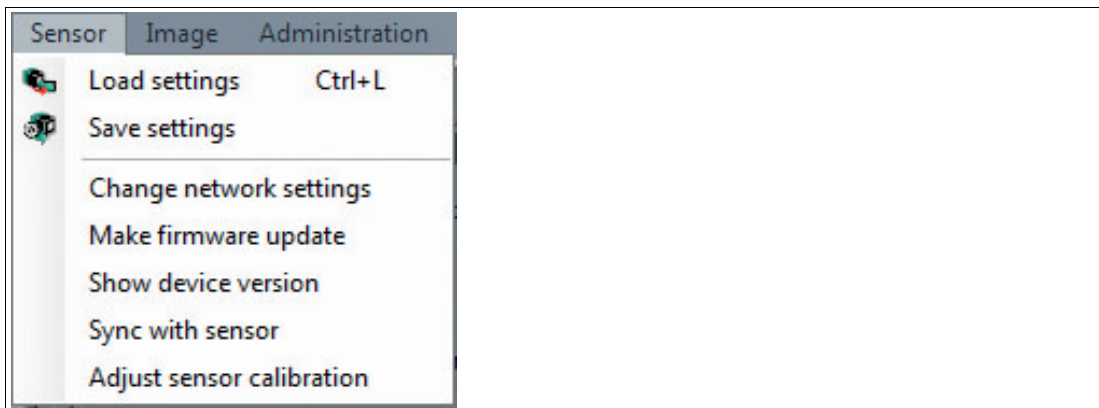 Sensor Image Administration
Load settings Ctrl+L
Save settings
Change network settings
Make firmware update
Show device version
Sync with sensor
Adjust sensor calibration